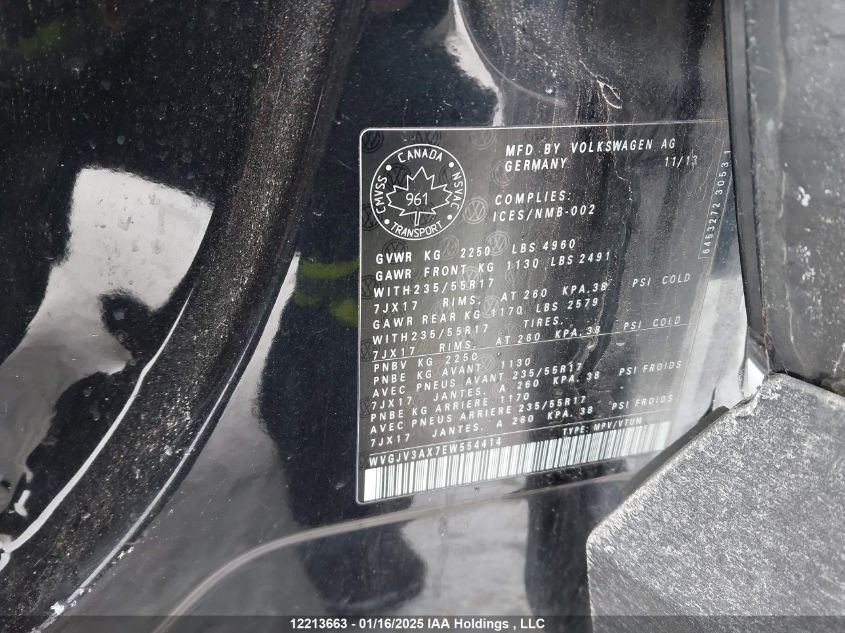 MFD BY VOLKSWAGEN AG
GERMANY 11/13
CANADA
CMVSS NSVAC
961
TRANSPORT
COMPLIES:
ICES/NMB-002
6453272 3053
GVWR KG 2250 LBS 4960
GAWR FRONT KG 1130 LBS 2491
WITH 235/55R17
7JX17 RIMS. AT 260 KPA,38 PSI COLD
GAWR REAR KG 1170 LBS 2579
WITH 235/55R17 TIRES.
7JX17 RIMS. AT 260 KPA,38 PSI COLD
PNBV KG 2250
PNBE KG AVANT 1130
AVEC PNEUS AVANT 235/55R17
7JX17 JANTES. A 260 KPA,38 PSI FROIDS
PNBE KG ARRIERE 1170
AVEC PNEUS ARRIERE 235/55R17
7JX17 JANTES. A 260 KPA,38 PSI FROIDS
TYPE: MPV/VTUM
WVGJV3AX7EW554414
12213663 - 01/16/2025 IAA Holdings , LLC